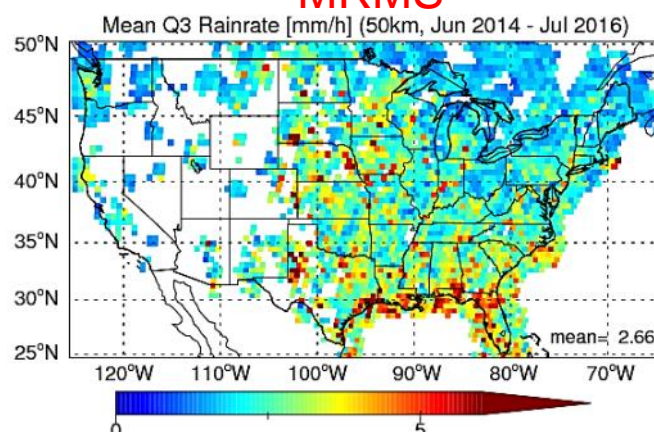 MRMS
Mean Q3 Rainrate [mm/h] (50km, Jun 2014 - Jul 2016)
50°N
45°N
40°N
35°N
30°N
25°N
mean= 2.66
120°W 110°W 100°W 90°W 80°W 70°W
0 5